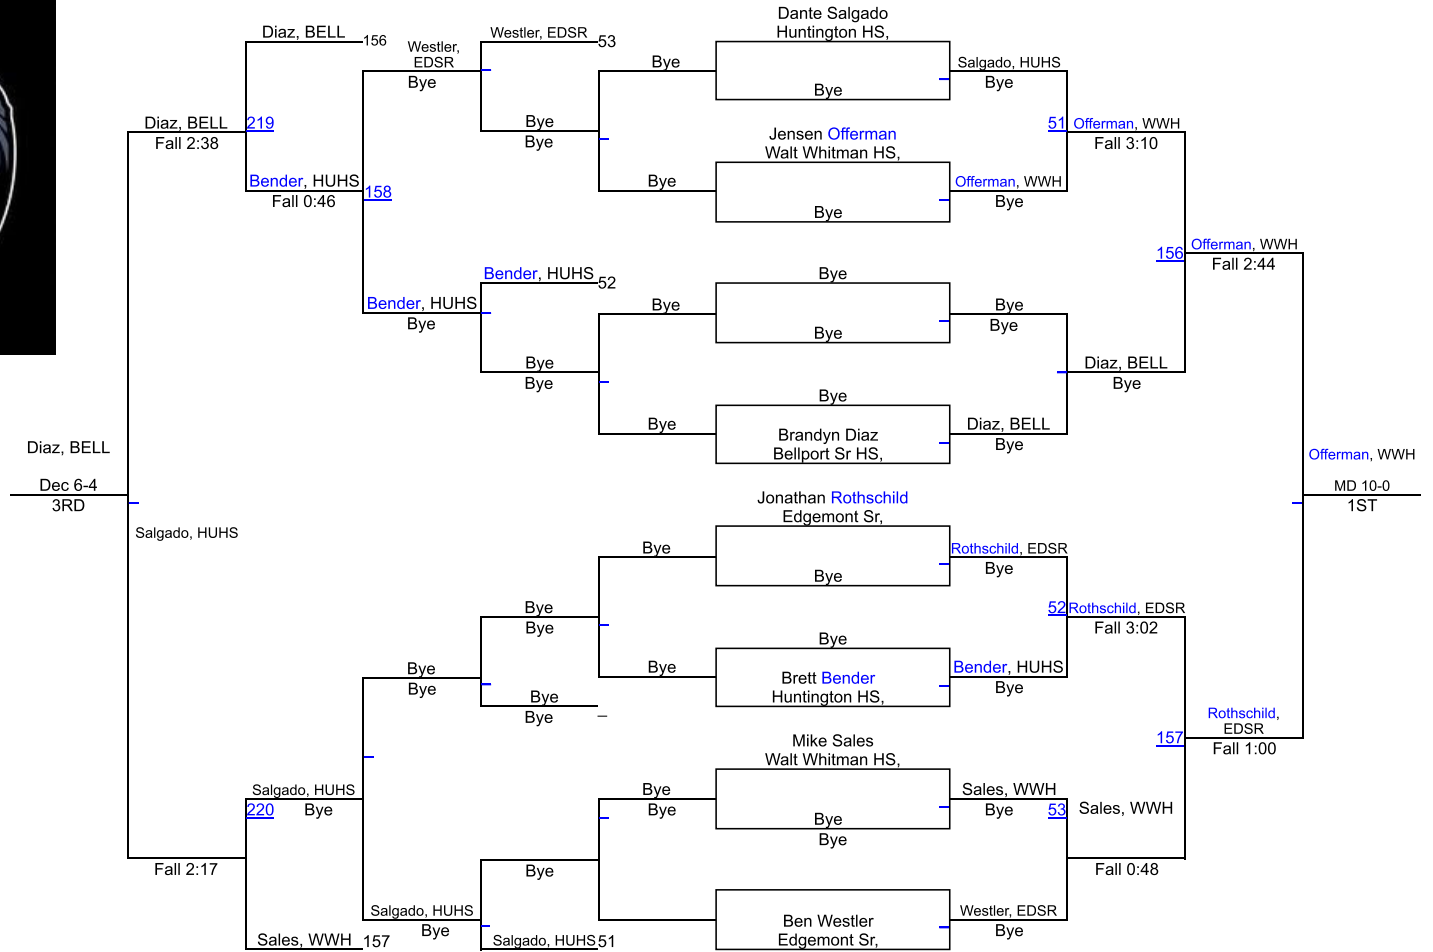 Dante Salgado
Huntington HS,
Diaz, BELL
156
Westler,
EDSR
Bye
Westler, EDSR
53
Bye
Bye
Salgado, HUHS
Bye
Diaz, BELL
Fall 2:38
219
Bye
Bye
Jensen Offerman
Walt Whitman HS,
51
Offerman, WWH
Fall 3:10
Bender, HUHS
Fall 0:46
158
Bye
Bye
Offerman, WWH
Bye
156
Offerman, WWH
Fall 2:44
Bender, HUHS
52
Bye
Bender, HUHS
Bye
Bye
Bye
Bye
Bye
Bye
Bye
Diaz, BELL
Bye
Bye
Bye
Brandyn Diaz
Bellport Sr HS,
Diaz, BELL
Bye
Diaz, BELL
Dec 6-4
3RD
Offerman, WWH
MD 10-0
1ST
Salgado, HUHS
Jonathan Rothschild
Edgemont Sr,
Bye
Bye
Rothschild, EDSR
Bye
Bye
Bye
52
Rothschild, EDSR
Fall 3:02
Bye
Bye
Bye
Bye
Brett Bender
Huntington HS,
Bender, HUHS
Bye
Bye
Bye
Rothschild,
EDSR
Fall 1:00
157
Mike Sales
Walt Whitman HS,
Salgado, HUHS
220
Bye
Bye
Bye
Bye
Bye
Sales, WWH
Bye
53
Sales, WWH
Fall 2:17
Bye
Fall 0:48
Salgado, HUHS
Bye
Ben Westler
Edgemont Sr,
Westler, EDSR
Bye
Sales, WWH
157
Salgado, HUHS
51